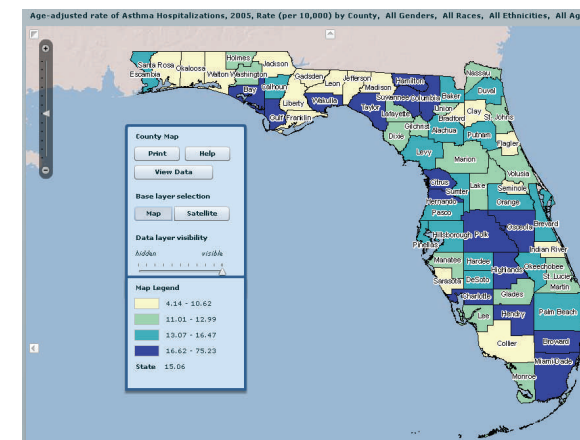 Age-adjusted rate of Asthma Hospitalizations, 2005, Rate (per 10,000) by County, All Genders, All Races, All Ethnicities, All Ag
Holmes
Jackson
Santa Rosa
Okaloosa
Walton
Washington
Escambia
Bay
Calhoun
Gadsden
Leon
Jefferson
Madison
Hamilton
Nassau
Liberty
Wakulla
Taylor
Suwannee
Columbia
Baker
Duval
Gulf
Franklin
Lafayette
Union
Bradford
Clay
St. Johns
Dixie
Gilchrist
Alachua
Putnam
Flagler
Levy
Marion
Volusia
Citrus
Sumter
Lake
Seminole
Hernando
Orange
Pasco
Pinellas
Hillsborough
Polk
Osceola
Brevard
Indian River
Manatee
Hardee
Highlands
Okeechobee
St. Lucie
Sarasota
DeSoto
Martin
Charlotte
Glades
Lee
Hendry
Palm Beach
Collier
Broward
Monroe
Miami-Dade
County Map
Print Help
View Data
Base layer selection
Map Satellite
Data layer visibility
hidden visible
Map Legend
4.14 - 10.62
11.01 - 12.99
13.07 - 16.47
16.62 - 75.23
State 15.06